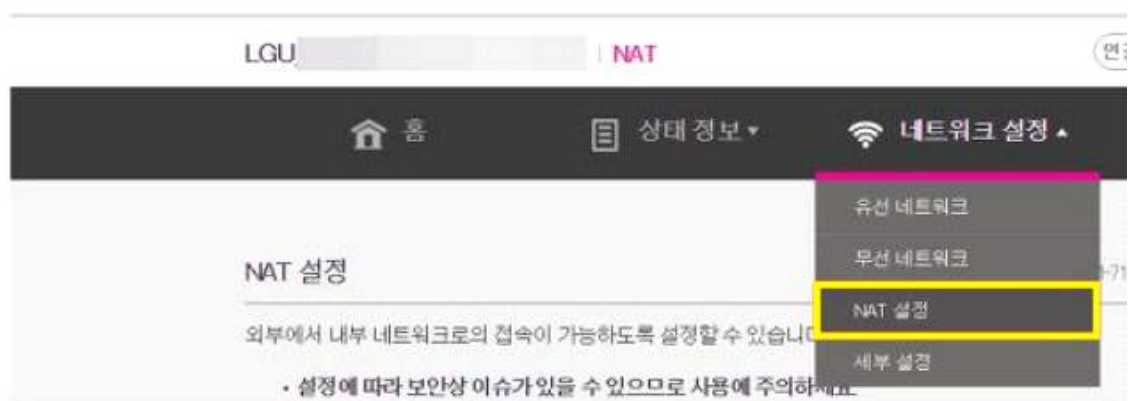 LGU
NAT
홈
상태 정보
네트워크 설정
유선 네트워크
무선 네트워크
NAT 설정
세부 설정
NAT 설정
외부에서 내부 네트워크로의 접속이 가능하도록 설정할 수 있습니다
• 설정에 따라 보안상 이슈가 있을 수 있으므로 사용에 주의하세요